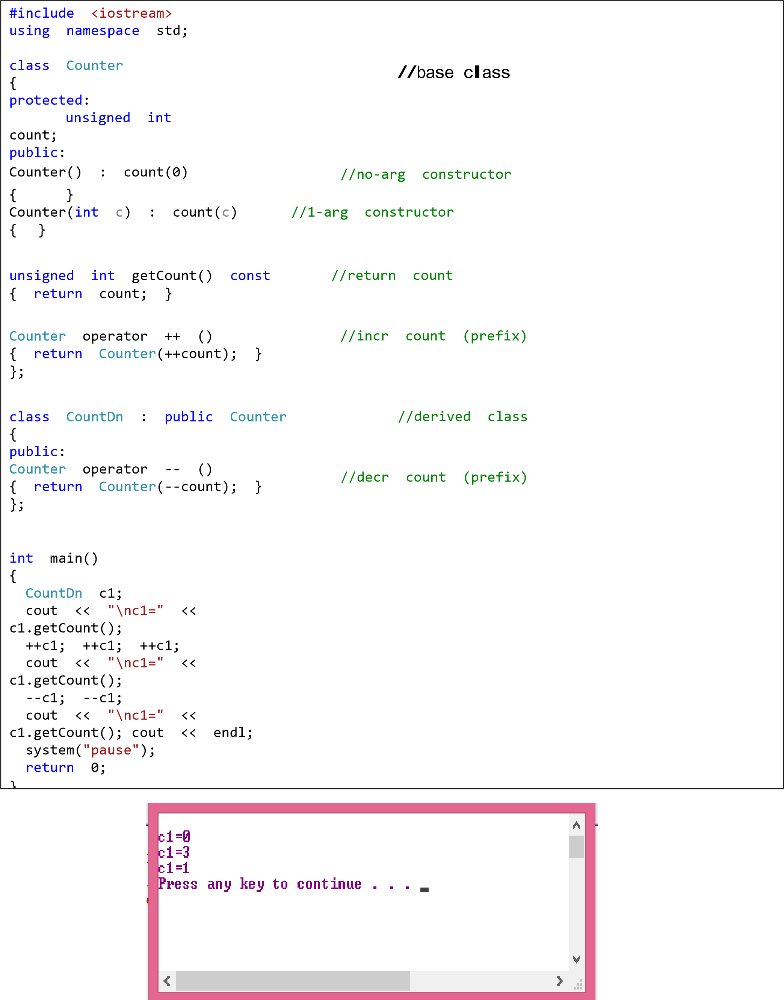 #include <iostream>
using namespace std;
class Counter //base class
{
protected:
unsigned int
count;
public:
Counter() : count(0) //no-arg constructor
{ }
Counter(int c) : count(c) //1-arg constructor
{ }
unsigned int getCount() const //return count
{ return count; }
Counter operator ++ () //incr count (prefix)
{ return Counter(++count); }
};
class CountDn : public Counter //derived class
{
public:
Counter operator -- () //decr count (prefix)
{ return Counter(--count); }
};
int main()
{
CountDn c1;
cout << "\nc1=" <<
c1.getCount();
++c1; ++c1; ++c1;
cout << "\nc1=" <<
c1.getCount();
--c1; --c1;
cout << "\nc1=" <<
c1.getCount(); cout << endl;
system("pause");
return 0;
}
c1=0
c1=3
c1=1
Press any key to continue . . . _